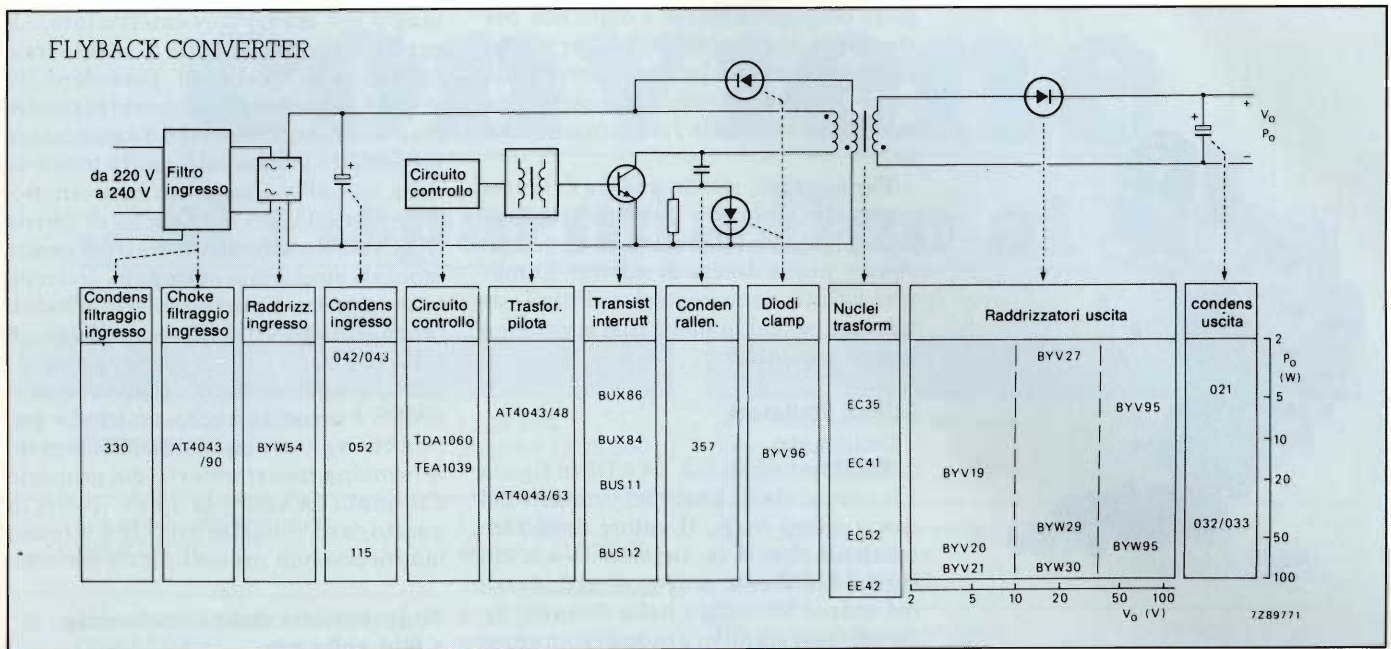 FLYBACK CONVERTER
da 220 V
a 240 V
Filtro
ingresso
~ +
~ -
Circuito
controllo
+
+
V₀
P₀
–
Condens
filtraggio
ingresso
Choke
filtraggio
ingresso
Raddrizz.
ingresso
Condens
ingresso
Circuito
controllo
Trasfor.
pilota
Transist
interrutt
Conden
rallen.
Diodi
clamp
Nuclei
trasform
Raddrizzatori uscita
condens
uscita
330
AT4043
/90
BYW54
042/043
052
115
TDA1060
TEA1039
AT4043/48
AT4043/63
BUX86
BUX84
BUS11
BUS12
357
BYV96
EC35
EC41
EC52
EE42
BYV19
BYV20
BYV21
BYV27
BYW29
BYW30
BYV95
BYW95
021
032/033
2
P₀
(W)
5
10
20
50
100
2 5 10 20 50 100
V₀ (V)
7Z89771